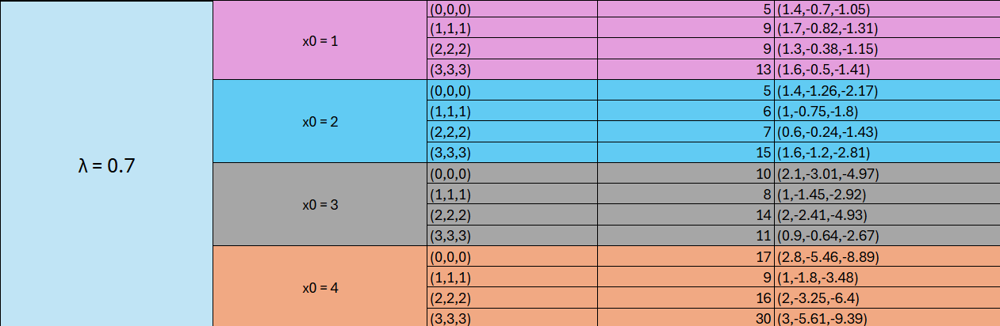 λ = 0.7
x0 = 1
(0,0,0) 5 (1.4,-0.7,-1.05)
(1,1,1) 9 (1.7,-0.82,-1.31)
(2,2,2) 9 (1.3,-0.38,-1.15)
(3,3,3) 13 (1.6,-0.5,-1.41)
x0 = 2
(0,0,0) 5 (1.4,-1.26,-2.17)
(1,1,1) 6 (1,-0.75,-1.8)
(2,2,2) 7 (0.6,-0.24,-1.43)
(3,3,3) 15 (1.6,-1.2,-2.81)
x0 = 3
(0,0,0) 10 (2.1,-3.01,-4.97)
(1,1,1) 8 (1,-1.45,-2.92)
(2,2,2) 14 (2,-2.41,-4.93)
(3,3,3) 11 (0.9,-0.64,-2.67)
x0 = 4
(0,0,0) 17 (2.8,-5.46,-8.89)
(1,1,1) 9 (1,-1.8,-3.48)
(2,2,2) 16 (2,-3.25,-6.4)
(3,3,3) 30 (3,-5.61,-9.39)